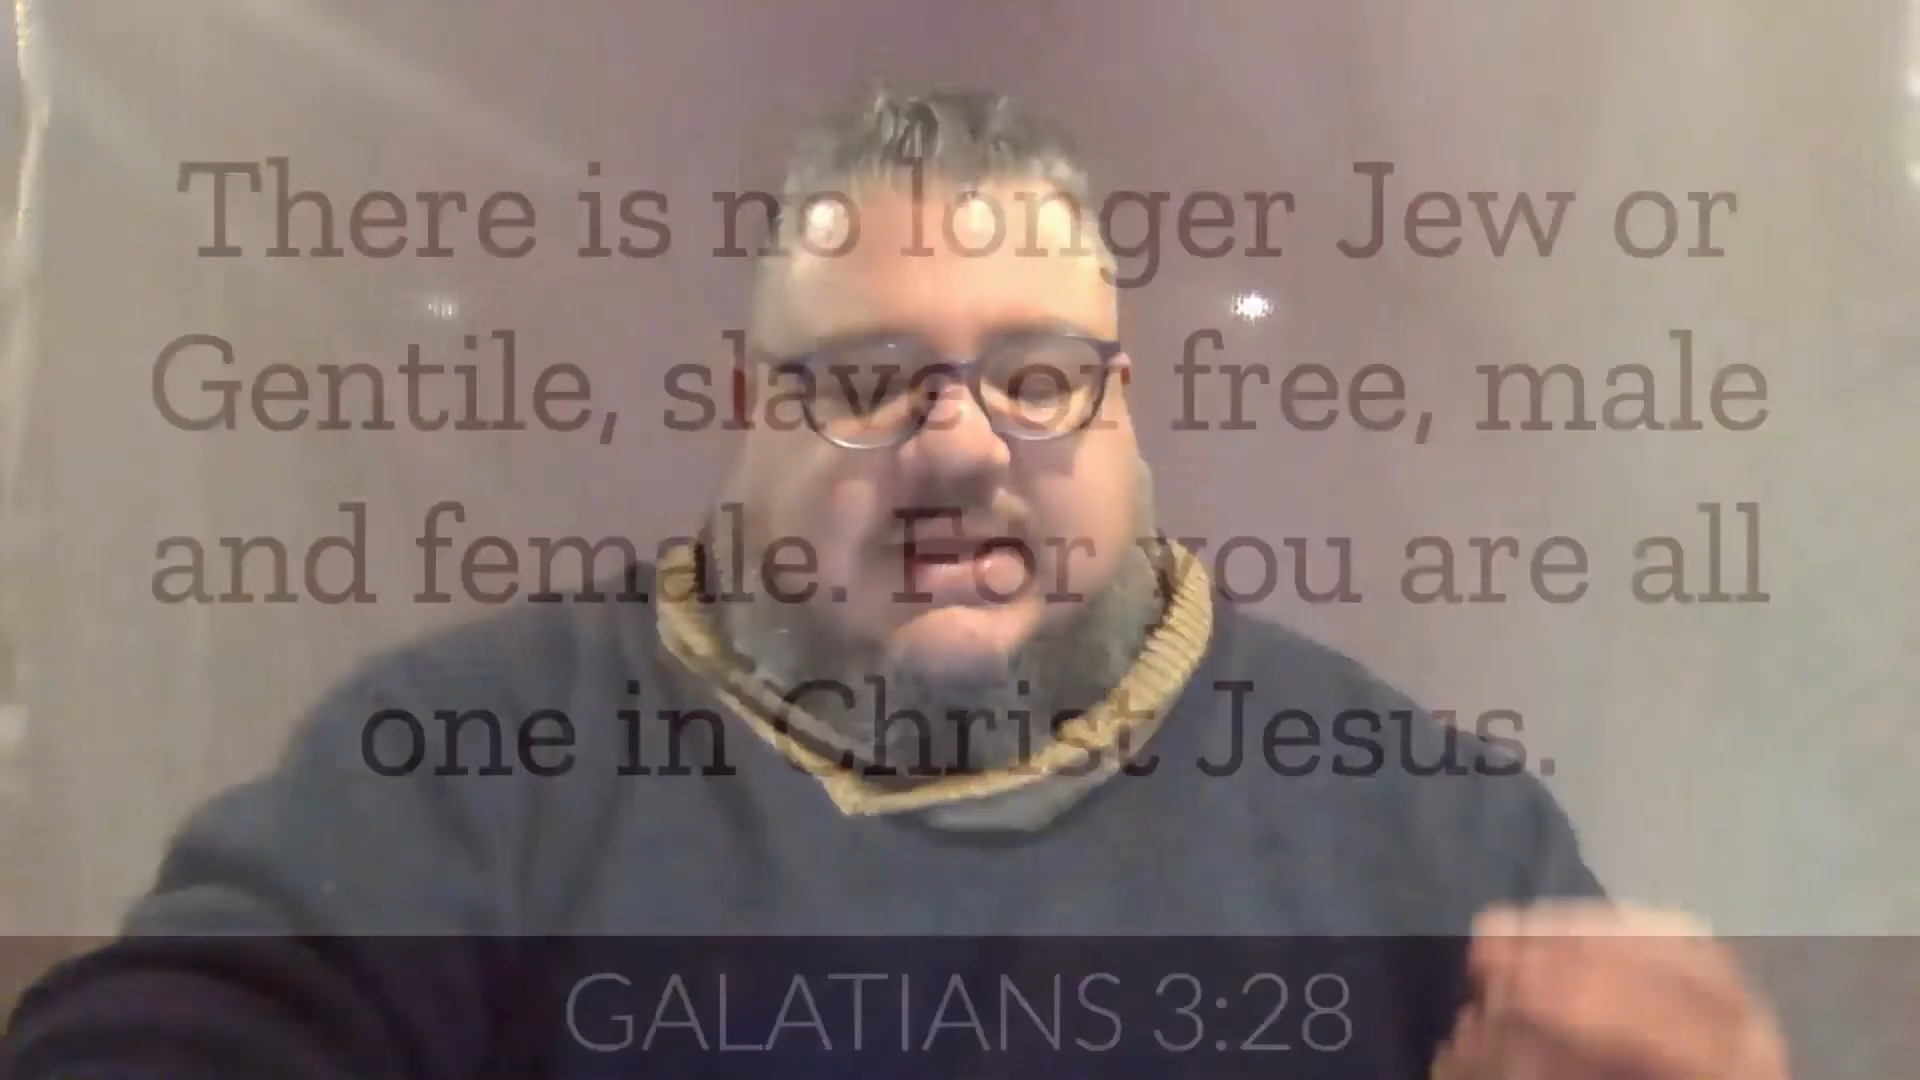 There is no longer Jew or
Gentile, slave or free, male
and female. For you are all
one in Christ Jesus.
GALATIANS 3:28